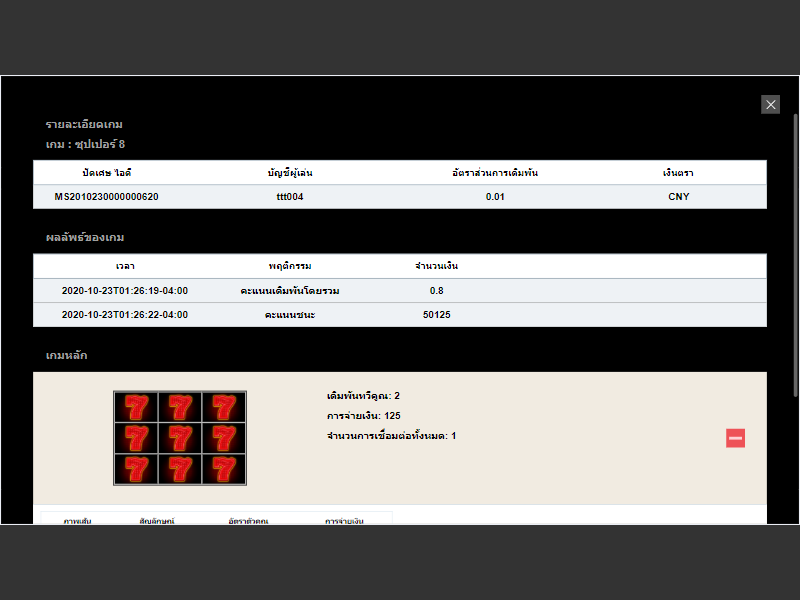 รายละเอียดเกม
เกม : ซุปเปอร์ 8
ปัดเศษ ไอดี บัญชีผู้เล่น อัตราส่วนการเดิมพัน เงินตรา
MS2010230000000620 ttt004 0.01 CNY
ผลลัพธ์ของเกม
เวลา พฤติกรรม จำนวนเงิน
2020-10-23T01:26:19-04:00 คะแนนเดิมพันโดยรวม 0.8
2020-10-23T01:26:22-04:00 คะแนนชนะ 50125
เกมหลัก
เดิมพันทวีคูณ: 2
การจ่ายเงิน: 125
จำนวนการเชื่อมต่อทั้งหมด: 1
7 7 7
7 7 7
7 7 7
ภาพเส้น สัญลักษณ์ อัตราตัวคูณ การจ่ายเงิน